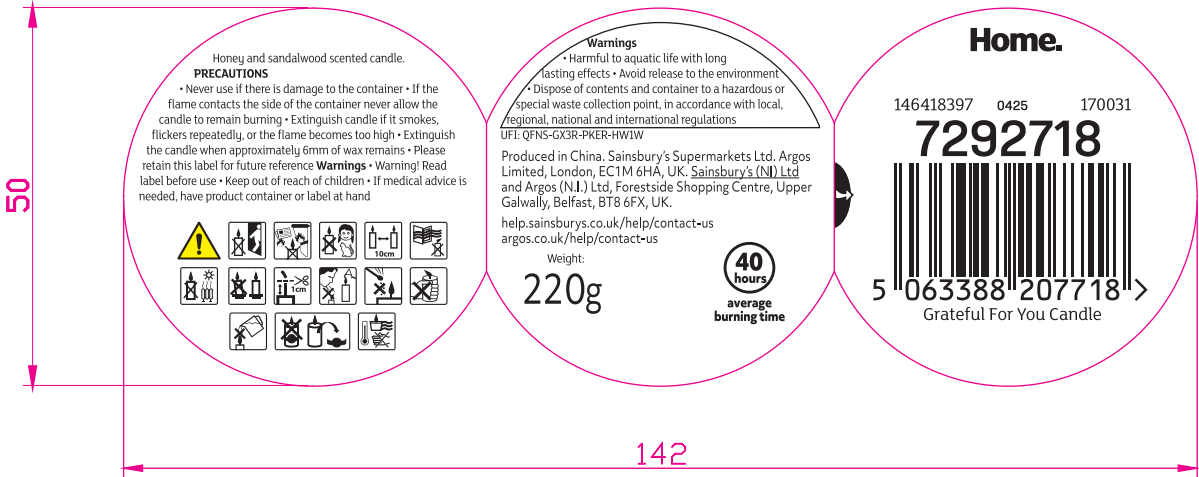 50
Honey and sandalwood scented candle.
PRECAUTIONS
• Never use if there is damage to the container • If the
flame contacts the side of the container never allow the
candle to remain burning • Extinguish candle if it smokes,
flickers repeatedly, or the flame becomes too high • Extinguish
the candle when approximately 6mm of wax remains • Please
retain this label for future reference Warnings • Warning! Read
label before use • Keep out of reach of children • If medical advice is
needed, have product container or label at hand
10cm
1cm
Warnings
• Harmful to aquatic life with long
lasting effects • Avoid release to the environment
• Dispose of contents and container to a hazardous or
special waste collection point, in accordance with local,
regional, national and international regulations
UFI: QFNS-GX3R-PKER-HW1W
Produced in China. Sainsbury's Supermarkets Ltd. Argos
Limited, London, EC1M 6HA, UK. Sainsbury's (NI) Ltd
and Argos (N.I.) Ltd, Forestside Shopping Centre, Upper
Galwally, Belfast, BT8 6FX, UK.
help.sainsburys.co.uk/help/contact-us
argos.co.uk/help/contact-us
Weight:
220g
40
hours
average
burning time
Home.
146418397 0425 170031
7292718
5 063388 207718 >
Grateful For You Candle
142